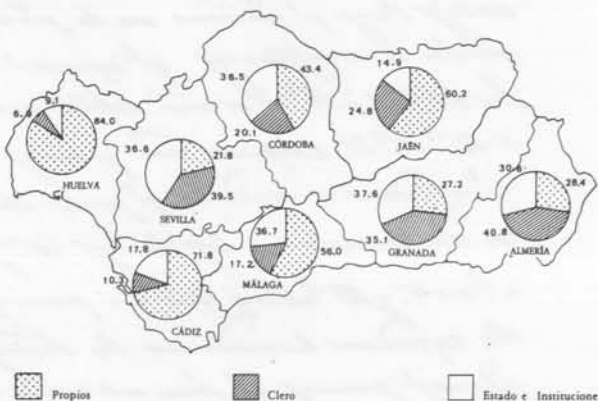 36.5
43.4
20.1
CÓRDOBA
14.9
60.2
24.8
JAÉN
9.1
84.0
HUELVA
36.6
21.8
39.5
SEVILLA
37.6
27.2
35.1
GRANADA
30.6
28.4
40.8
ALMERÍA
36.7
56.0
17.2
MÁLAGA
17.8
71.8
10.3
CÁDIZ
Propios
Clero
Estado e Institucione